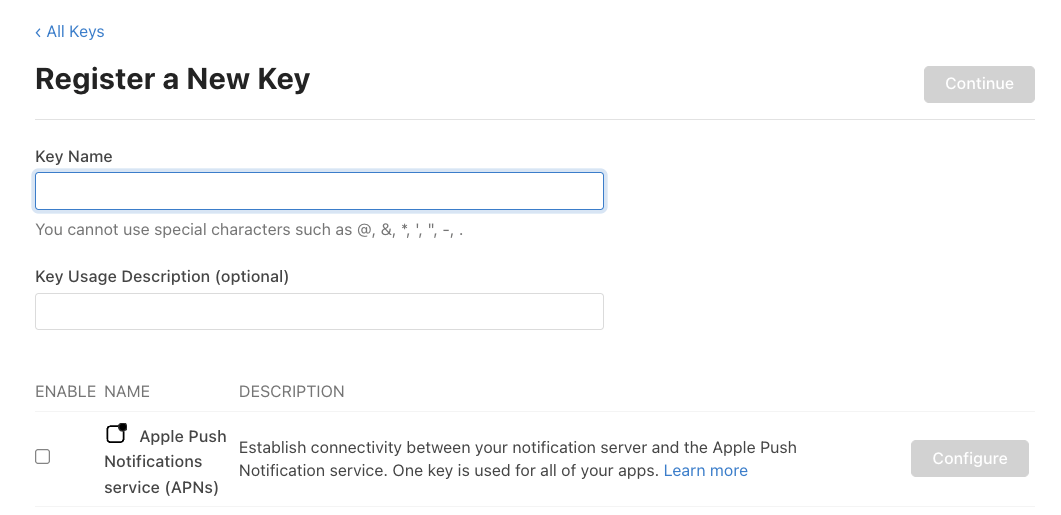 ‹ All Keys
Register a New Key
Continue
Key Name
You cannot use special characters such as @, &, *, ', ", -, .
Key Usage Description (optional)
ENABLE NAME DESCRIPTION
Apple Push
Notifications
service (APNs)
Establish connectivity between your notification server and the Apple Push
Notification service. One key is used for all of your apps. Learn more
Configure